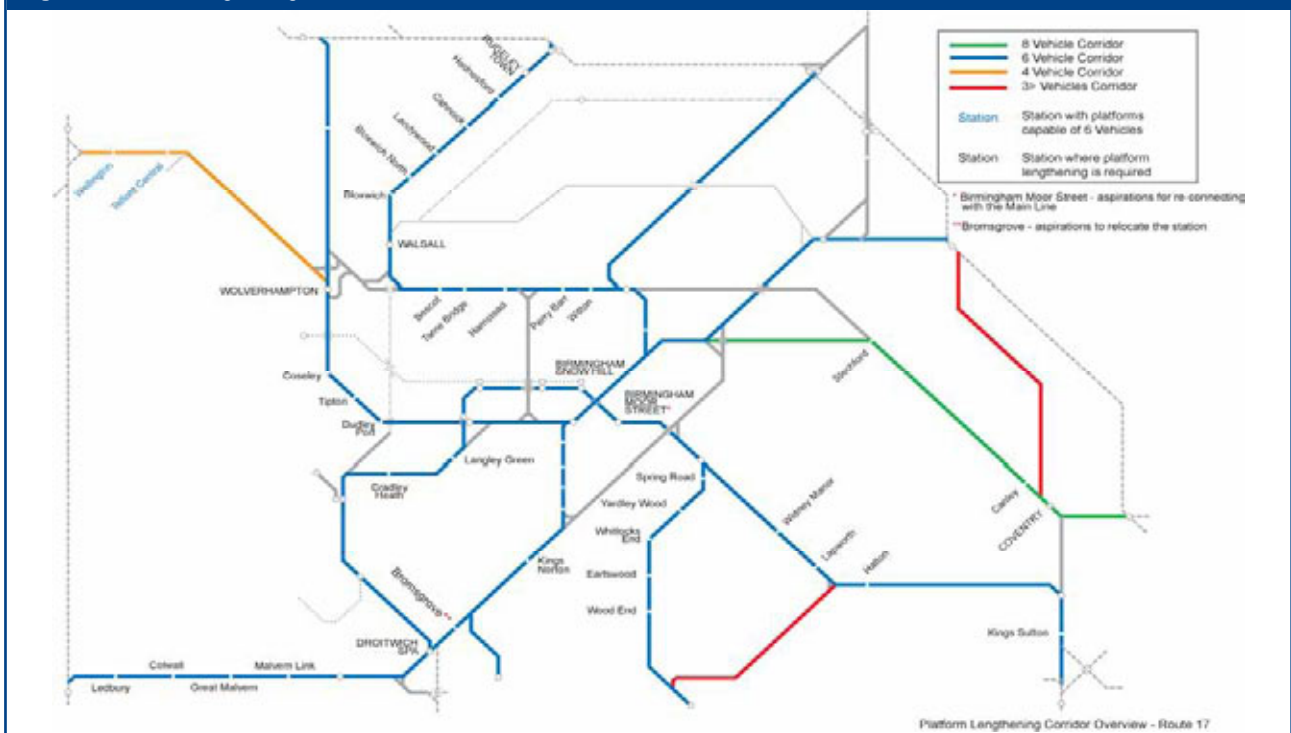 8 Vehicle Corridor
6 Vehicle Corridor
4 Vehicle Corridor
3> Vehicles Corridor
Station
Station with platforms
capable of 6 Vehicles
Station
Station where platform
lengthening is required
* Birmingham Moor Street - aspirations for re-connecting
with the Main Line
**Bromsgrove - aspirations to relocate the station
RUGELEY
TOWN
Hednesford
Cannock
Landywood
Bloxwich North
Bloxwich
WALSALL
Wellington
Telford Central
WOLVERHAMPTON
Bescot
Tame Bridge
Hamstead
Perry Barr
Witton
Coseley
Tipton
Dudley
Port
BIRMINGHAM
SNOWHILL
BIRMINGHAM
MOOR
STREET*
Stechford
Langley Green
Cradley
Heath
Spring Road
Yardley Wood
Whitlocks
End
Earlswood
Wood End
Widney Manor
Lapworth
Hatton
Canley
COVENTRY
Kings
Norton
Bromsgrove**
DROITWICH
SPA
Kings Sutton
Colwall
Malvern Link
Ledbury
Great Malvern
Platform Lengthening Corridor Overview - Route 17